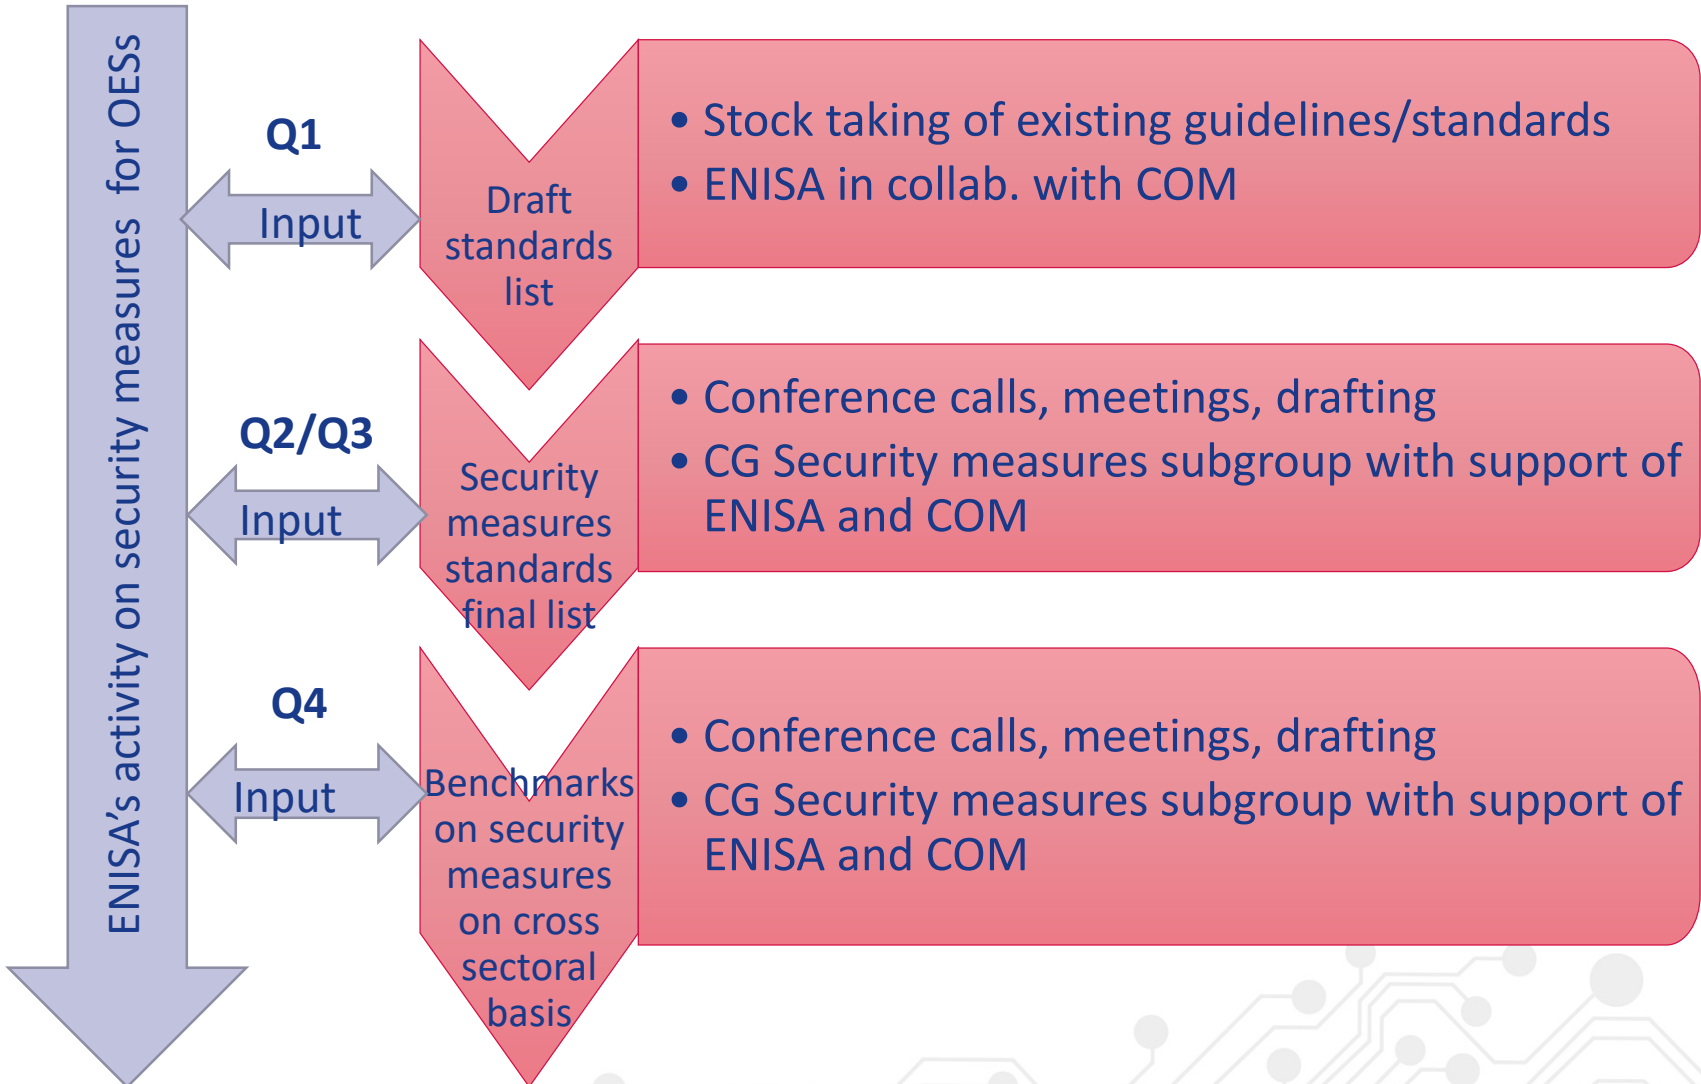 ENISA's activity on security measures for OESs
Q1
Input
Draft
standards
list
• Stock taking of existing guidelines/standards
• ENISA in collab. with COM
Q2/Q3
Input
Security
measures
standards
final list
• Conference calls, meetings, drafting
• CG Security measures subgroup with support of
ENISA and COM
Q4
Input
Benchmarks
on security
measures
on cross
sectoral
basis
• Conference calls, meetings, drafting
• CG Security measures subgroup with support of
ENISA and COM